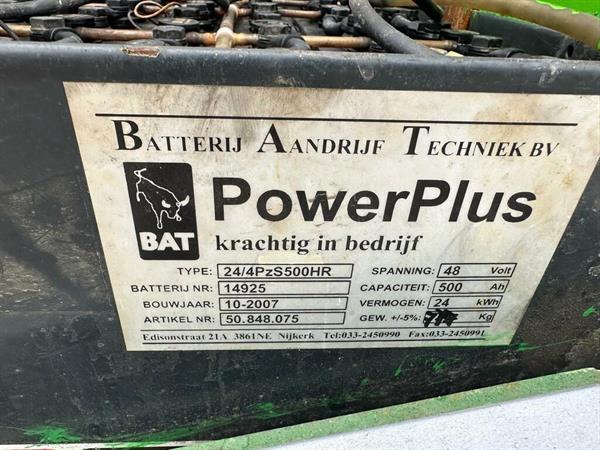 BATTERIJ AANDRIJF TECHNIEK BV
BAT
PowerPlus
krachtig in bedrijf
TYPE: 24/4PzS500HR SPANNING: 48 Volt
BATTERIJ NR: 14925 CAPACITEIT: 500 Ah
BOUWJAAR: 10-2007 VERMOGEN: 24 kWh
ARTIKEL NR: 50.848.075 GEW. +/-5%: Kg
Edisonstraat 21A 3861NE Nijkerk Tel:033-2450990 Fax:033-2450991